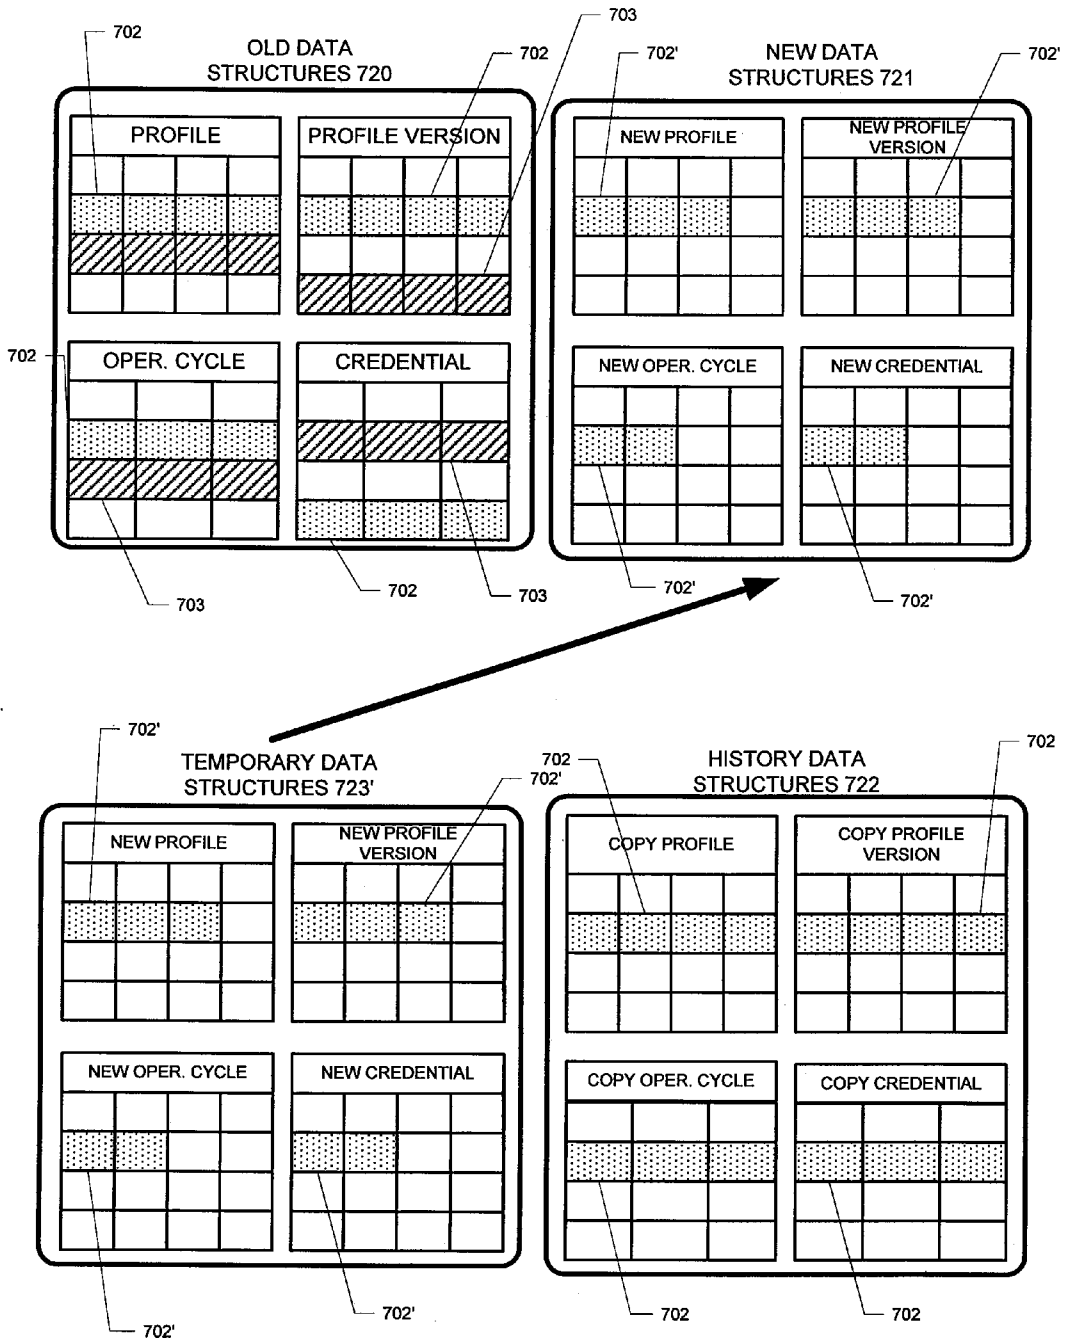 702
703
OLD DATA
STRUCTURES 720
702
NEW DATA
STRUCTURES 721
702'
702'
PROFILE
PROFILE VERSION
NEW PROFILE
NEW PROFILE
VERSION
702
OPER. CYCLE
CREDENTIAL
NEW OPER. CYCLE
NEW CREDENTIAL
703
702
703
702'
702'
702'
TEMPORARY DATA
STRUCTURES 723'
702
702'
HISTORY DATA
STRUCTURES 722
702
NEW PROFILE
NEW PROFILE
VERSION
COPY PROFILE
COPY PROFILE
VERSION
NEW OPER. CYCLE
NEW CREDENTIAL
COPY OPER. CYCLE
COPY CREDENTIAL
702'
702'
702
702